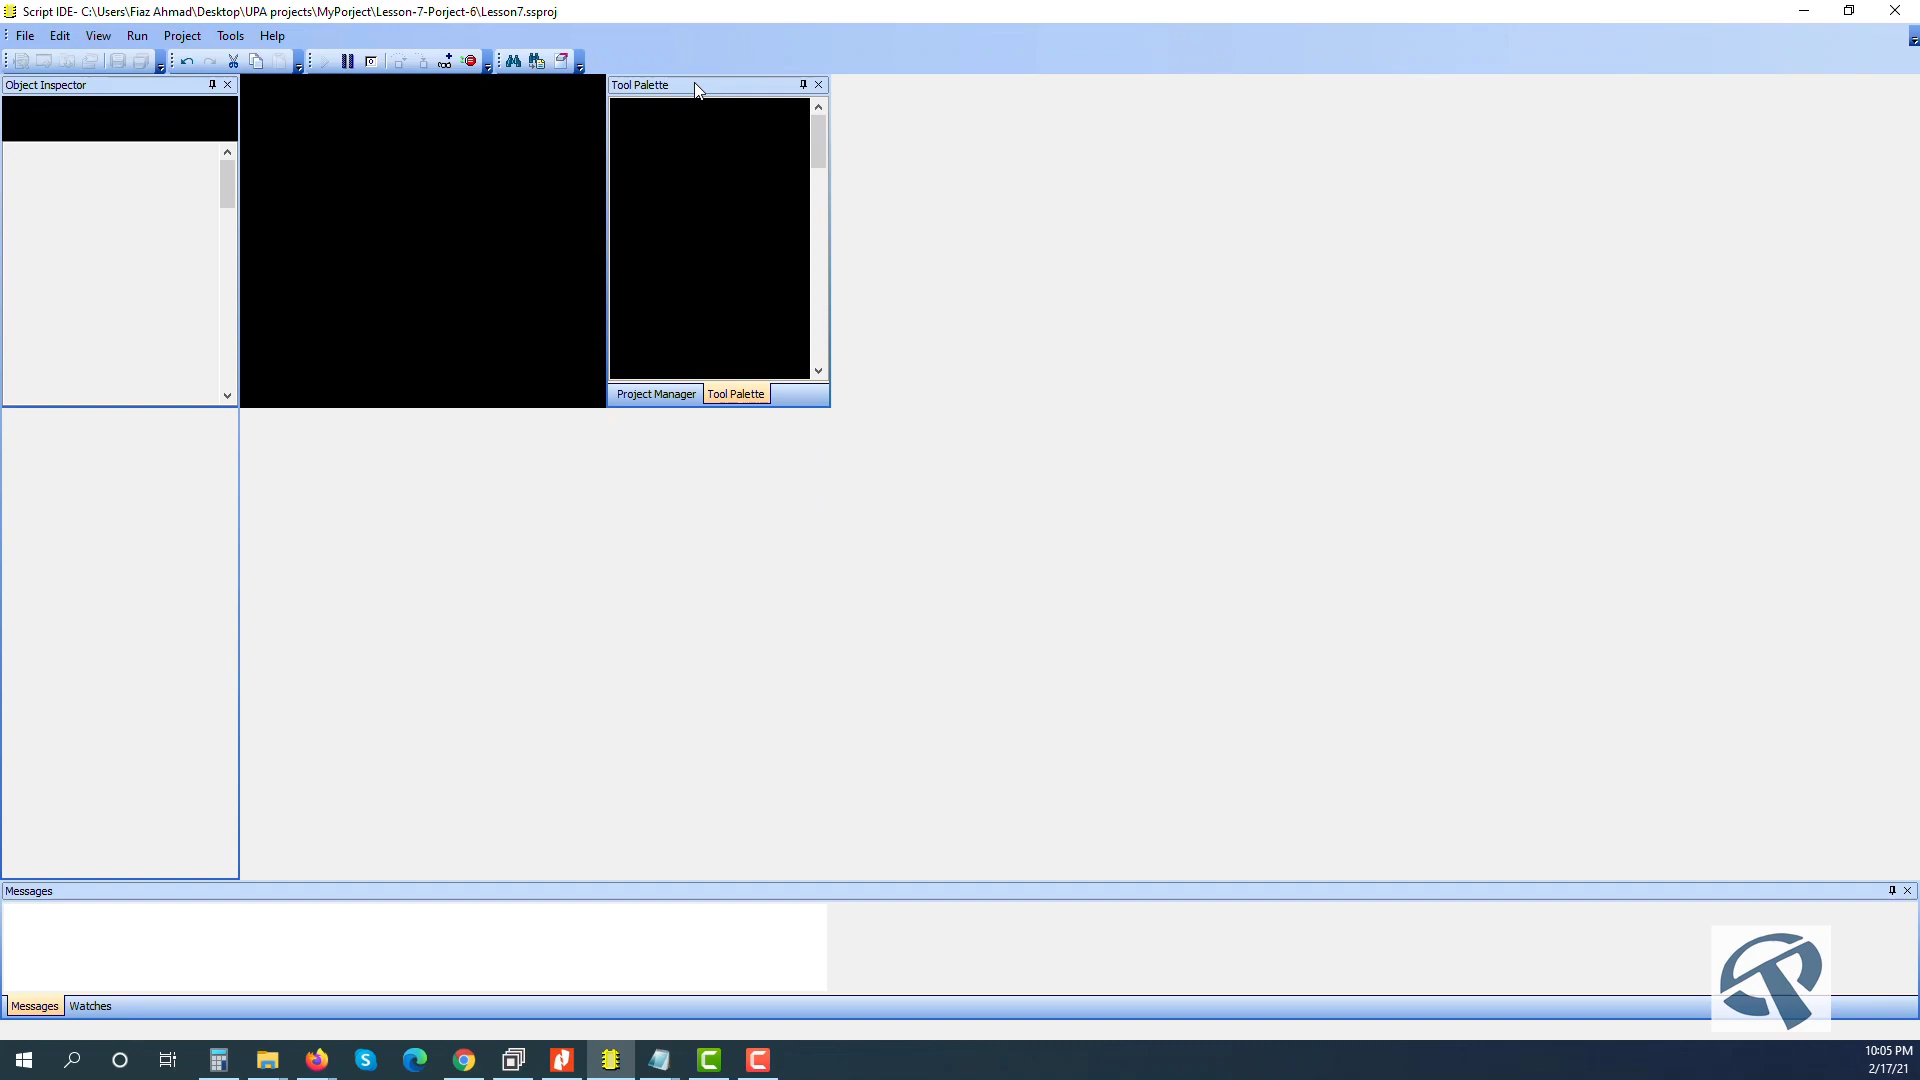 Script IDE- C:\Users\Fiaz Ahmad\Desktop\UPA projects\MyPorject\Lesson-7-Porject-6\Lesson7.ssproj
File Edit View Run Project Tools Help
Object Inspector
Tool Palette
Project Manager Tool Palette
Messages
Messages Watches
10:05 PM
2/17/21